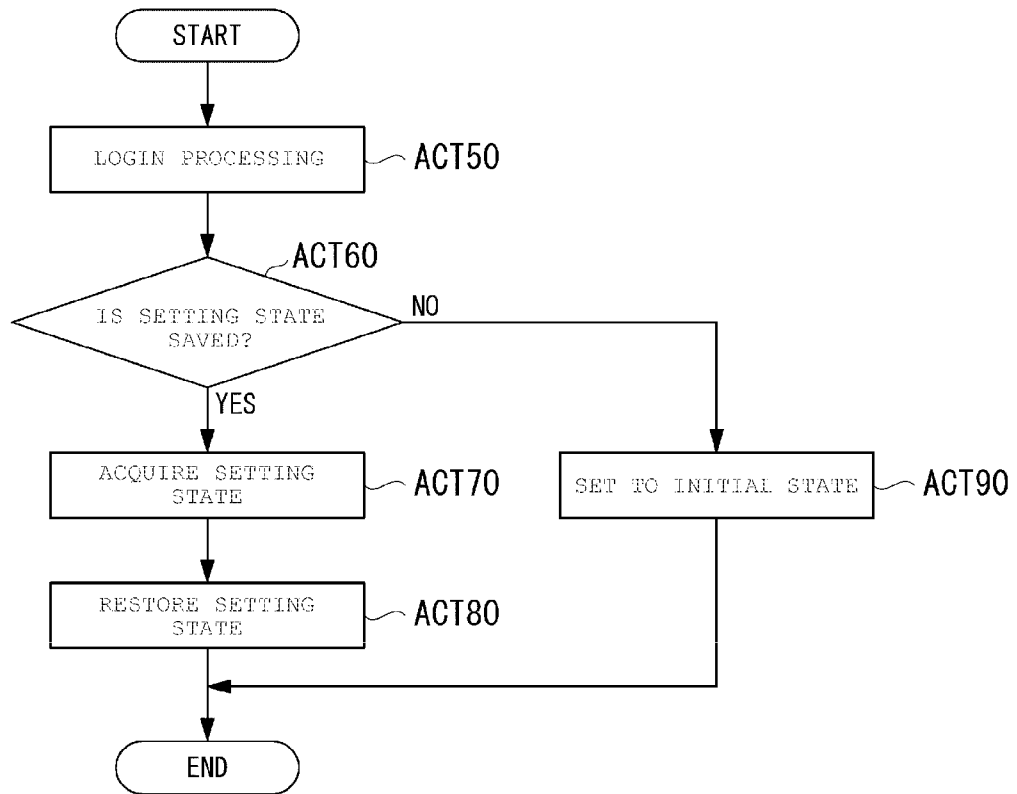 START
LOGIN PROCESSING
ACT50
ACT60
IS SETTING STATE
SAVED?
NO
YES
ACQUIRE SETTING
STATE
ACT70
SET TO INITIAL STATE
ACT90
RESTORE SETTING
STATE
ACT80
END